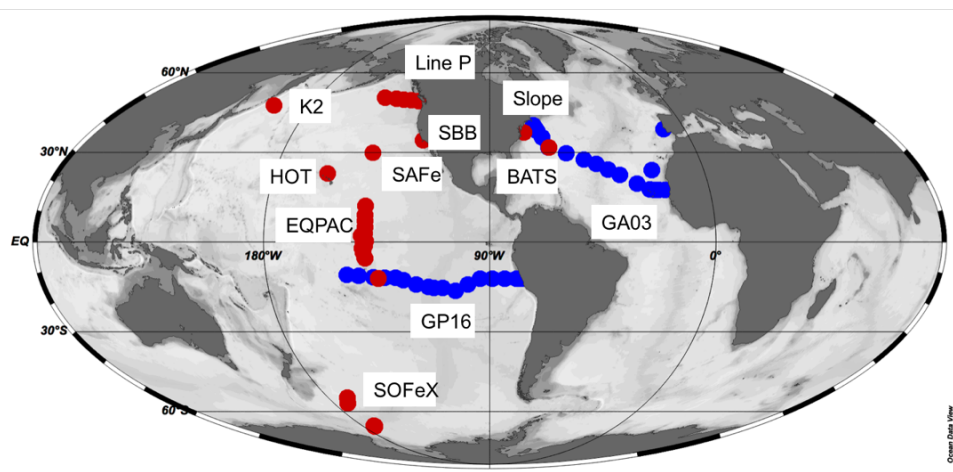 60°N
Line P
K2
Slope
SBB
30°N
HOT
SAFe
BATS
EQPAC
GA03
EQ
180°W
90°W
0°
GP16
30°S
SOFeX
60°S
Ocean Data View